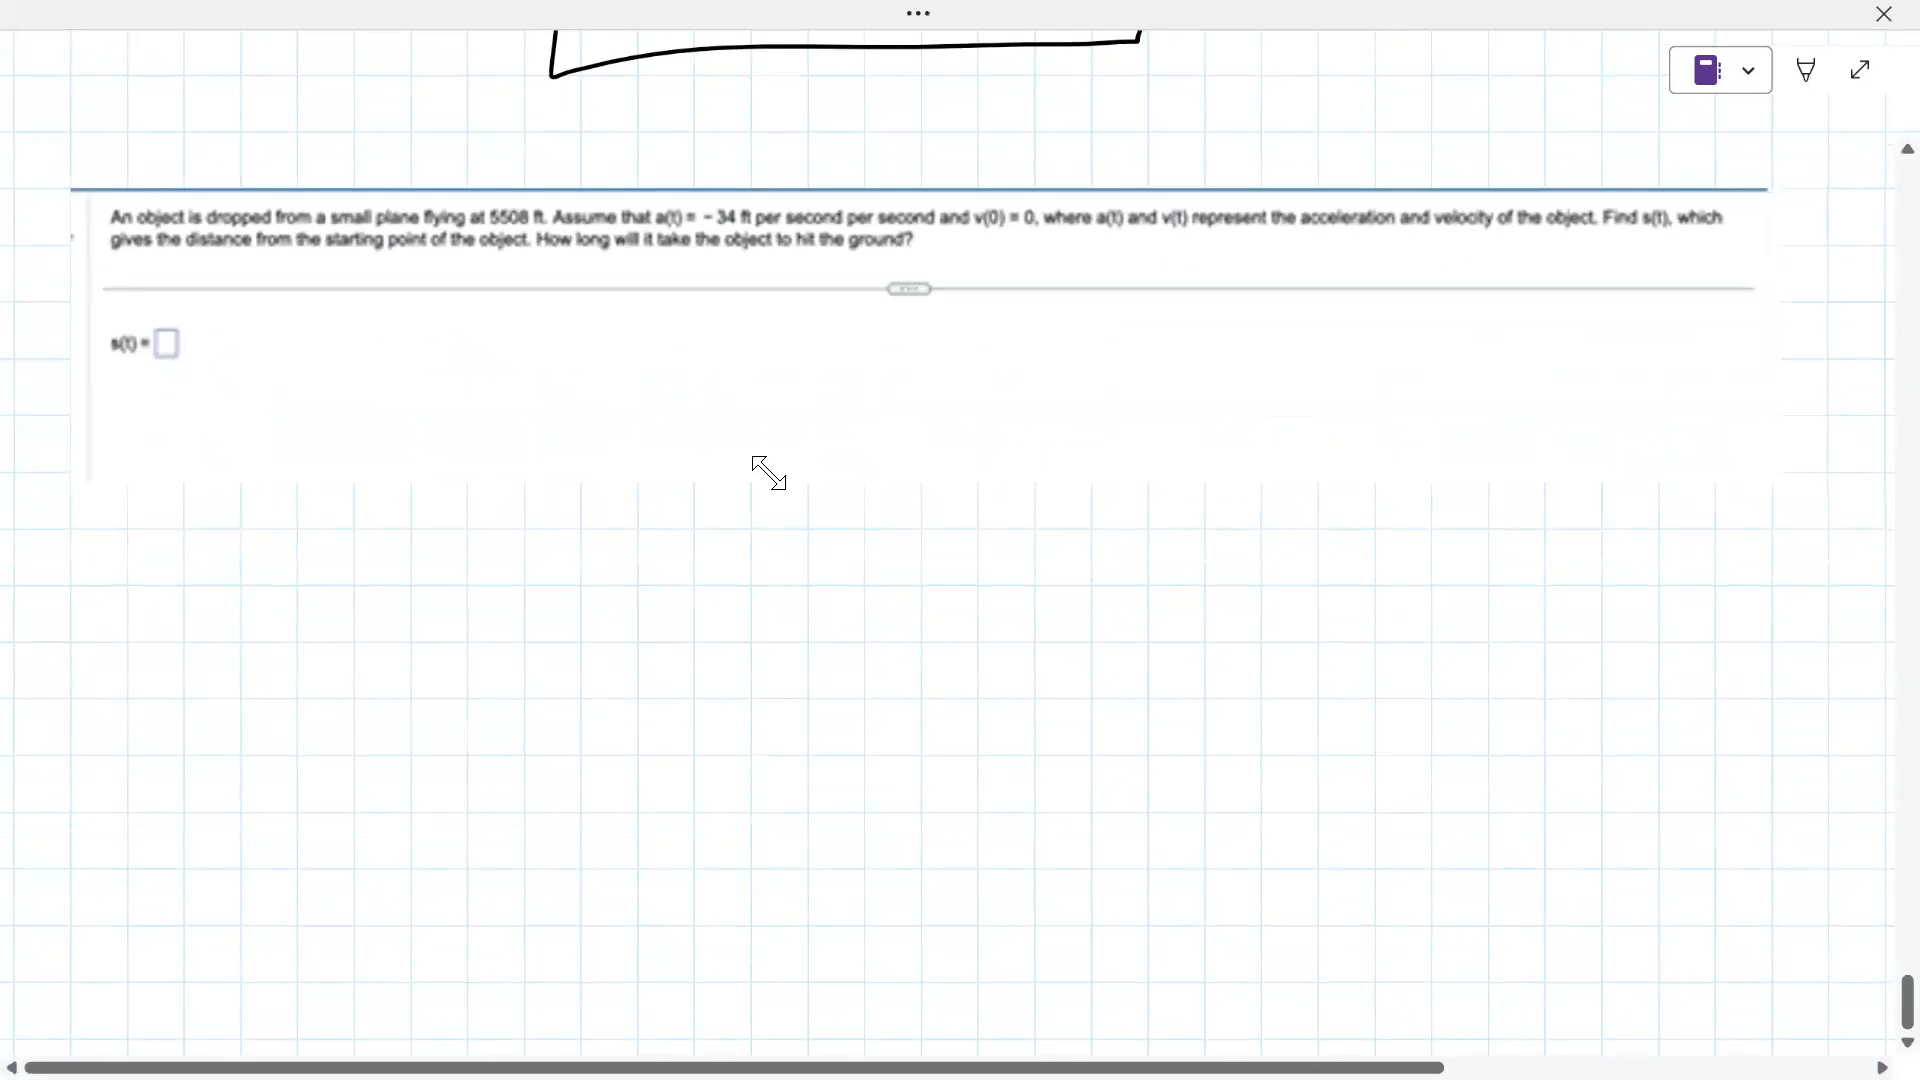 An object is dropped from a small plane flying at 5508 ft. Assume that a(t) = − 34 ft per second per second and v(0) = 0, where a(t) and v(t) represent the acceleration and velocity of the object. Find s(t), which
gives the distance from the starting point of the object. How long will it take the object to hit the ground?
s(t) =